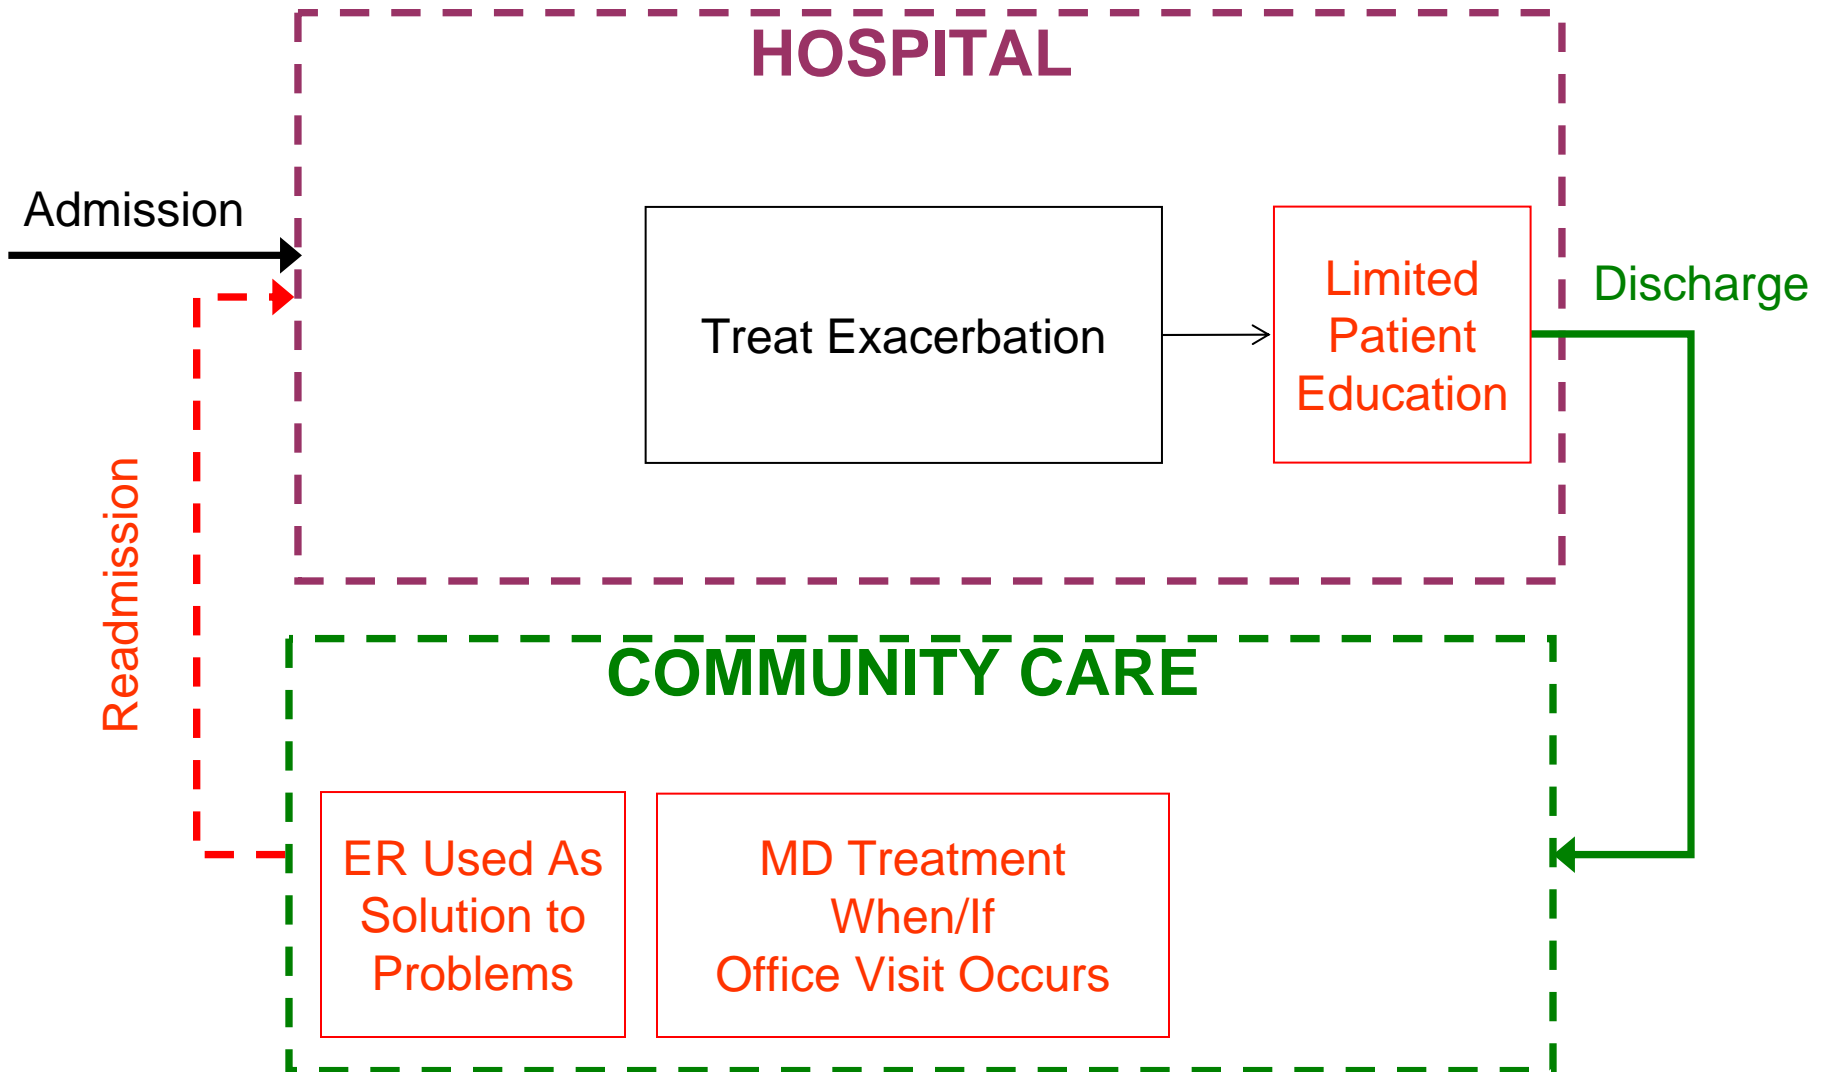 HOSPITAL
Admission
Treat Exacerbation
Limited
Patient
Education
Discharge
Readmission
COMMUNITY CARE
ER Used As
Solution to
Problems
MD Treatment
When/If
Office Visit Occurs